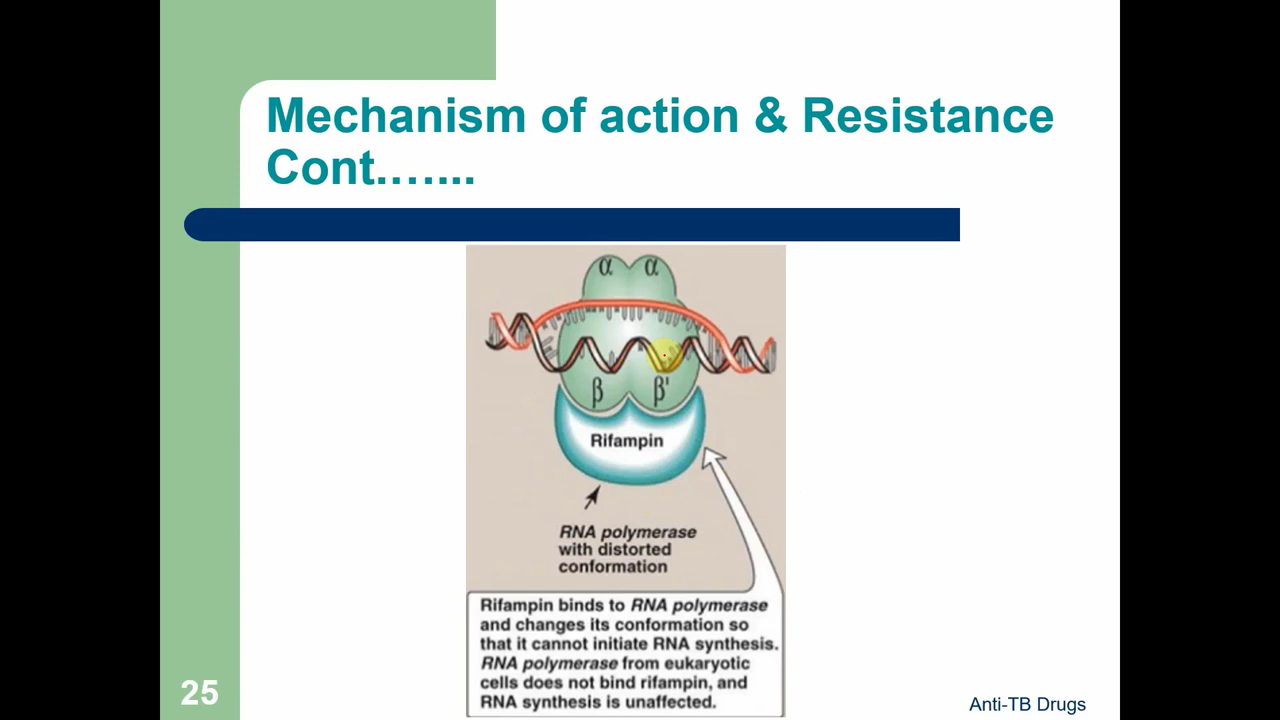 Mechanism of action & Resistance
Cont.…...
α α
β β'
Rifampin
RNA polymerase
with distorted
conformation
Rifampin binds to RNA polymerase
and changes its conformation so
that it cannot initiate RNA synthesis.
RNA polymerase from eukaryotic
cells does not bind rifampin, and
RNA synthesis is unaffected.
25
Anti-TB Drugs